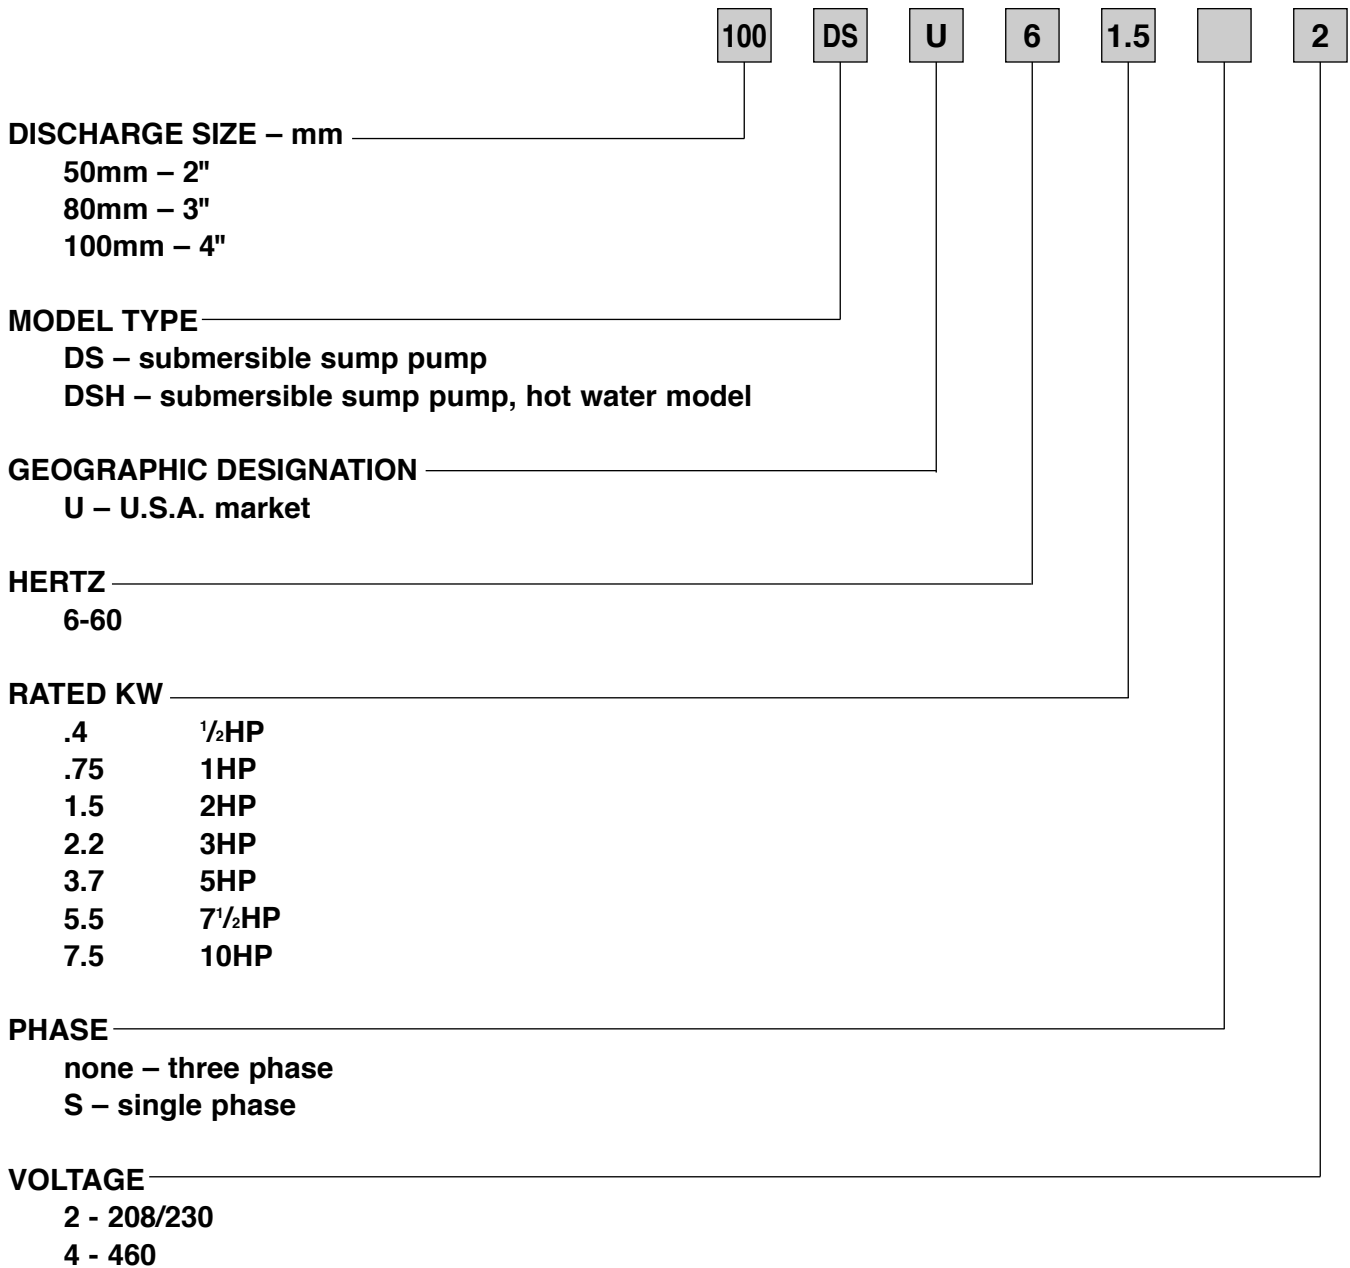 100 DS U 6 1.5 2
DISCHARGE SIZE – mm
50mm – 2"
80mm – 3"
100mm – 4"
MODEL TYPE
DS – submersible sump pump
DSH – submersible sump pump, hot water model
GEOGRAPHIC DESIGNATION
U – U.S.A. market
HERTZ
6-60
RATED KW
.4 1/2HP
.75 1HP
1.5 2HP
2.2 3HP
3.7 5HP
5.5 71/2HP
7.5 10HP
PHASE
none – three phase
S – single phase
VOLTAGE
2 - 208/230
4 - 460